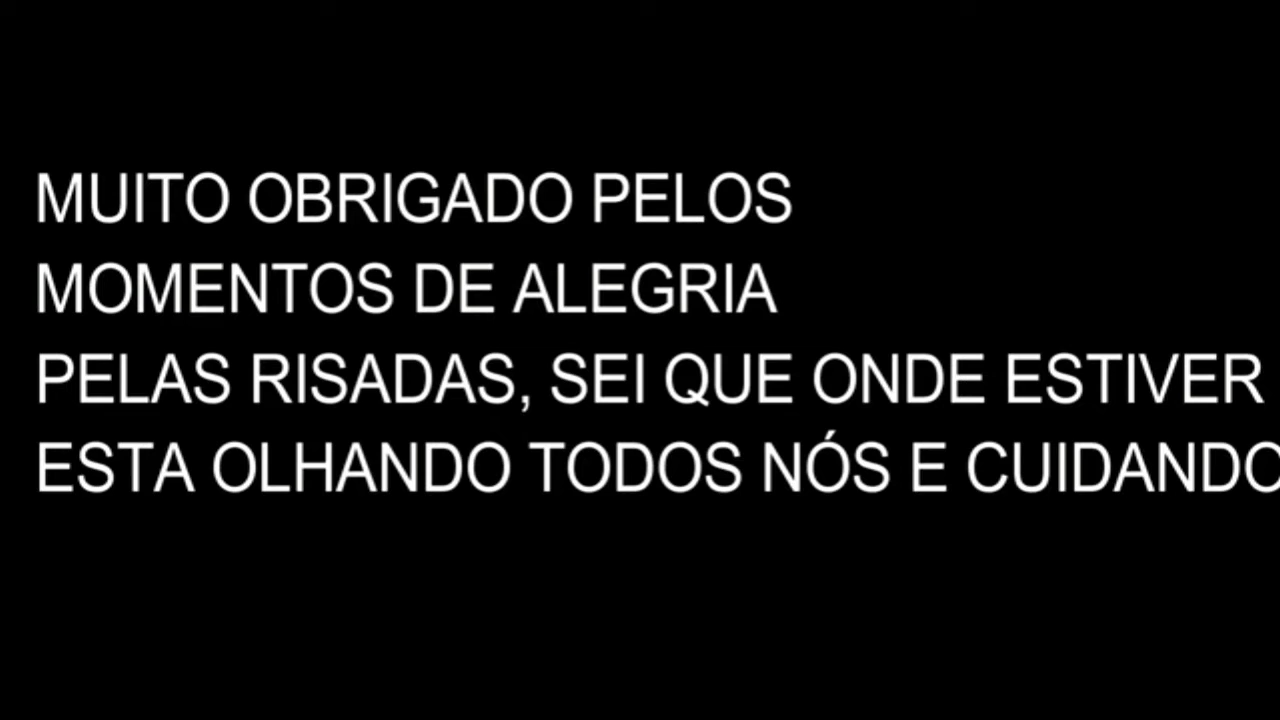 MUITO OBRIGADO PELOS
MOMENTOS DE ALEGRIA
PELAS RISADAS, SEI QUE ONDE ESTIVER
ESTA OLHANDO TODOS NÓS E CUIDANDO